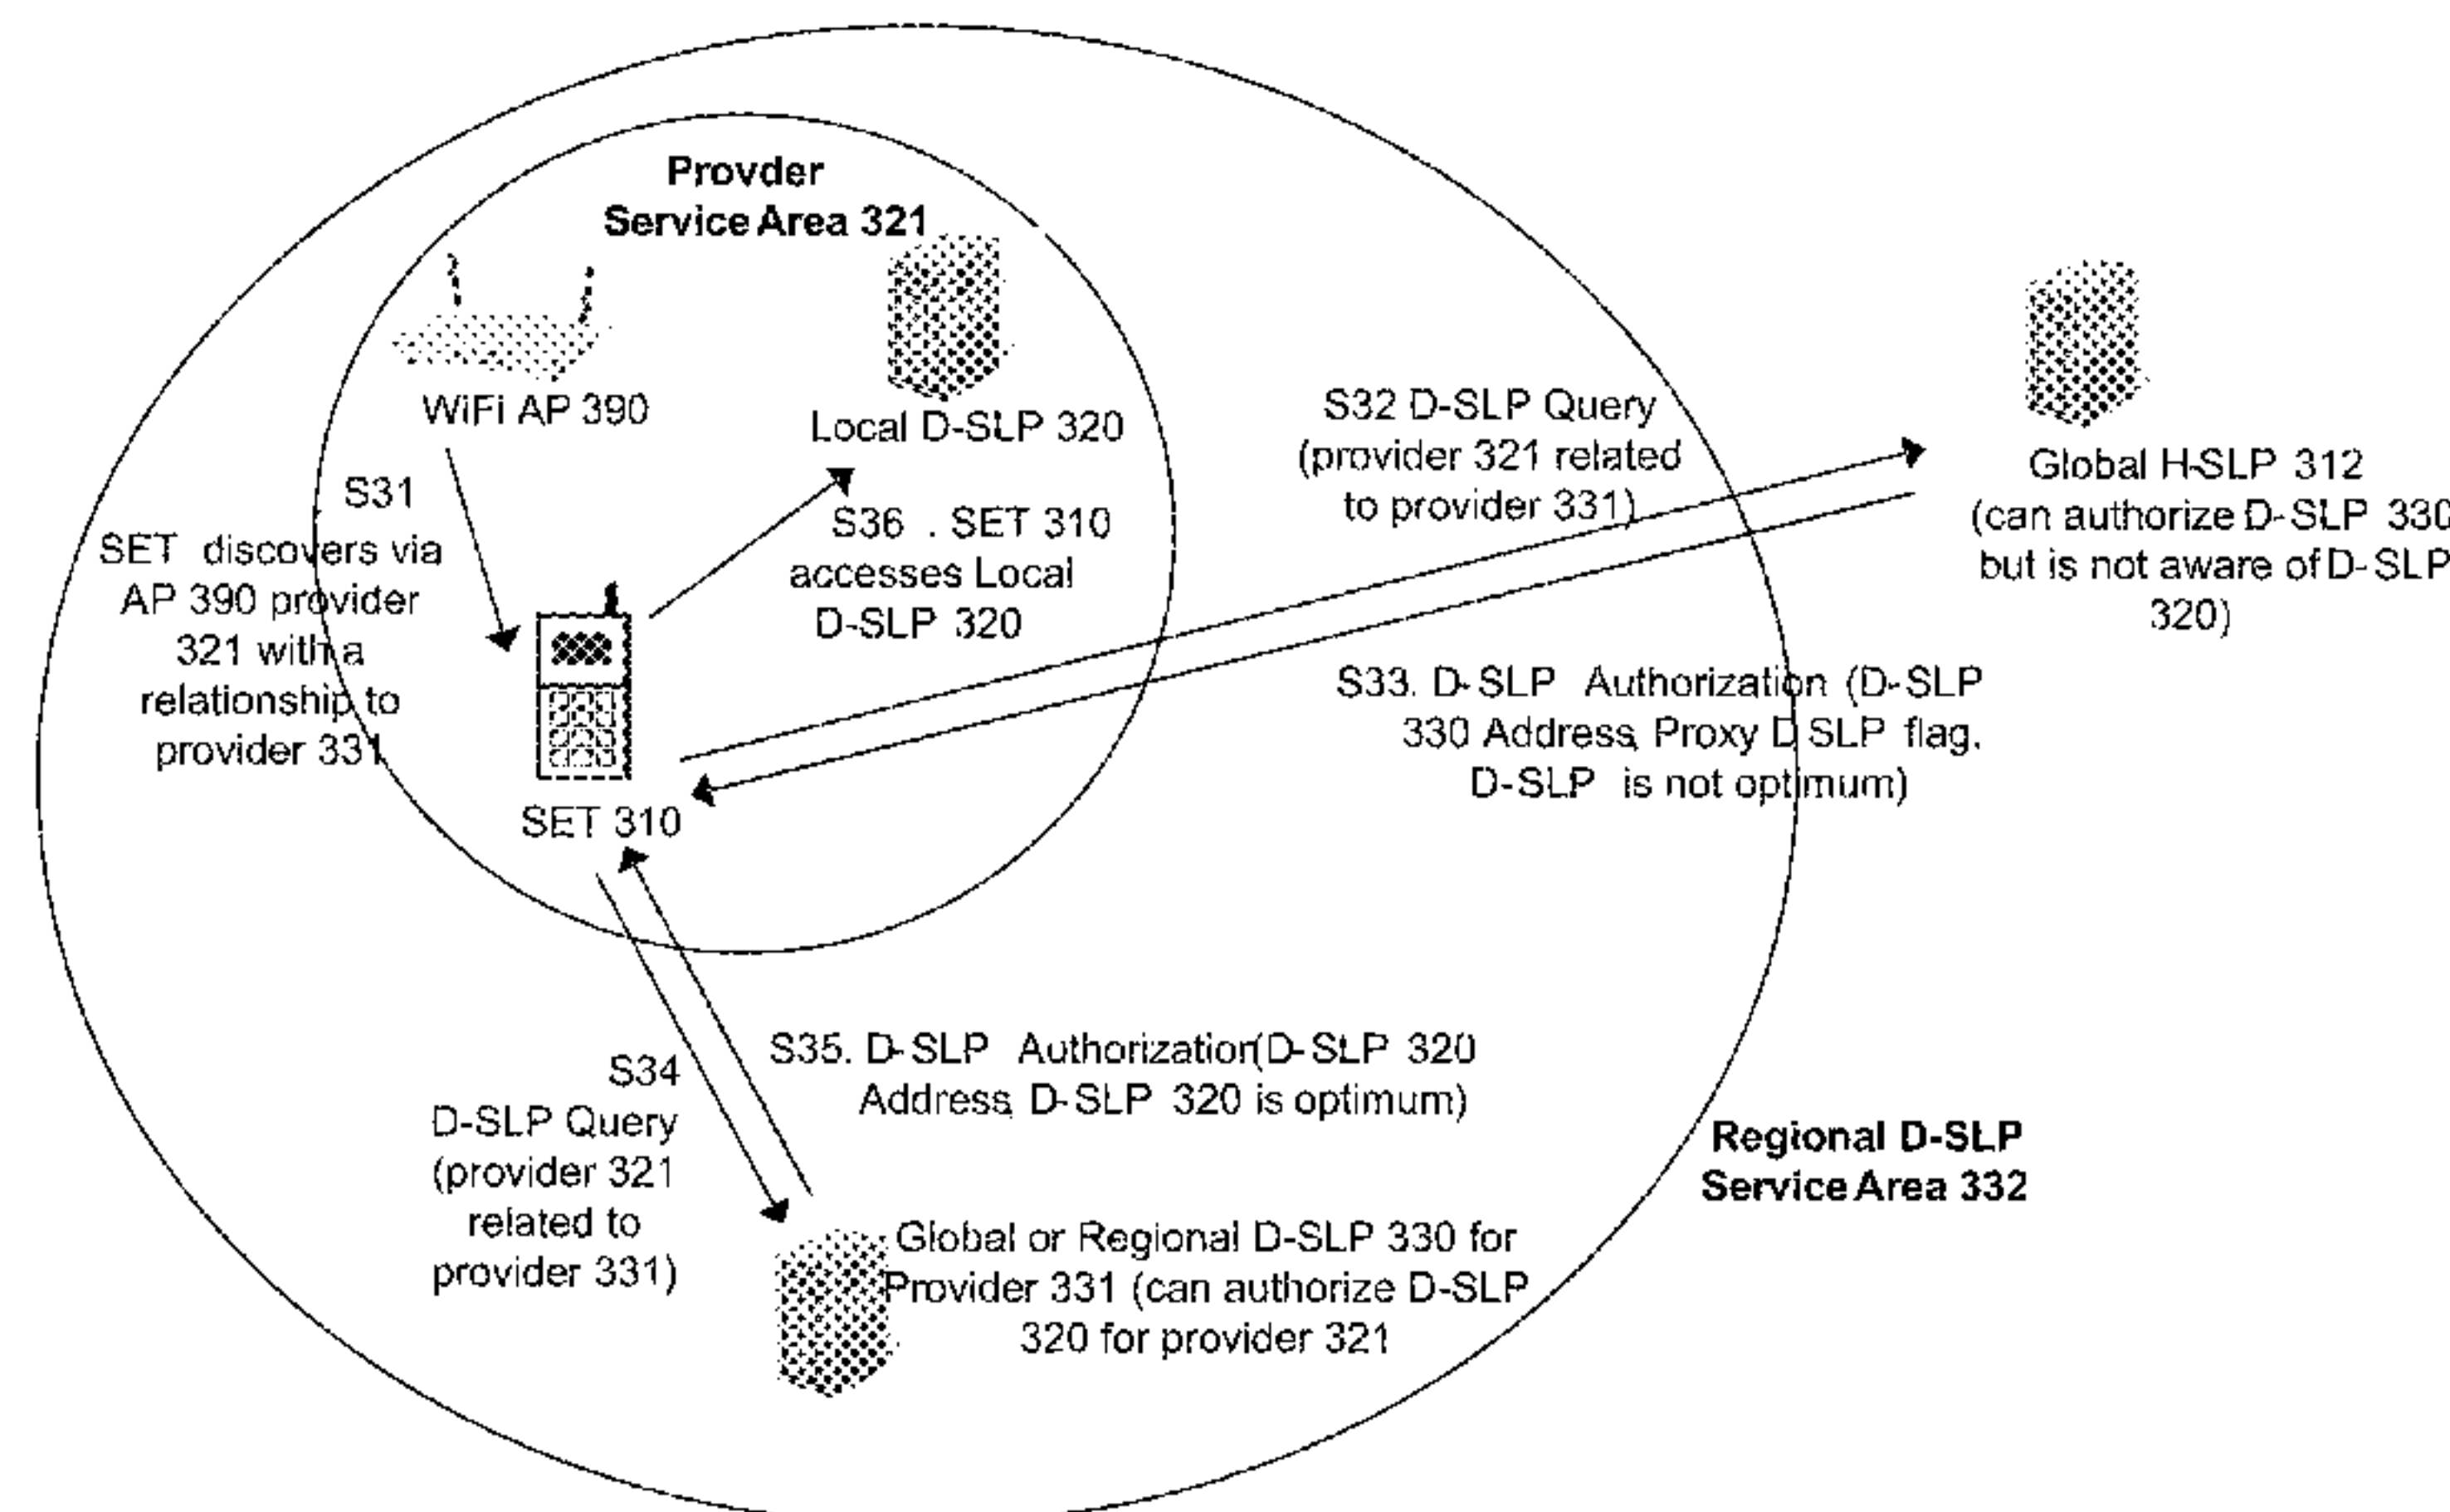 Provder
Service Area 321
WiFi AP 390
Local D-SLP 320
S31
SET discovers via
AP 390 provider
321 with a
relationship to
provider 331
S36 . SET 310
accesses Local
D-SLP 320
SET 310
S32 D-SLP Query
(provider 321 related
to provider 331)
Global H-SLP 312
(can authorize D-SLP 330
but is not aware of D-SLP
320)
S33. D-SLP Authorization (D-SLP
330 Address, Proxy D SLP flag,
D-SLP is not optimum)
S34
D-SLP Query
(provider 321
related to
provider 331)
S35. D-SLP Authorization(D-SLP 320
Address, D-SLP 320 is optimum)
Regional D-SLP
Service Area 332
Global or Regional D-SLP 330 for
Provider 331 (can authorize D-SLP
320 for provider 321